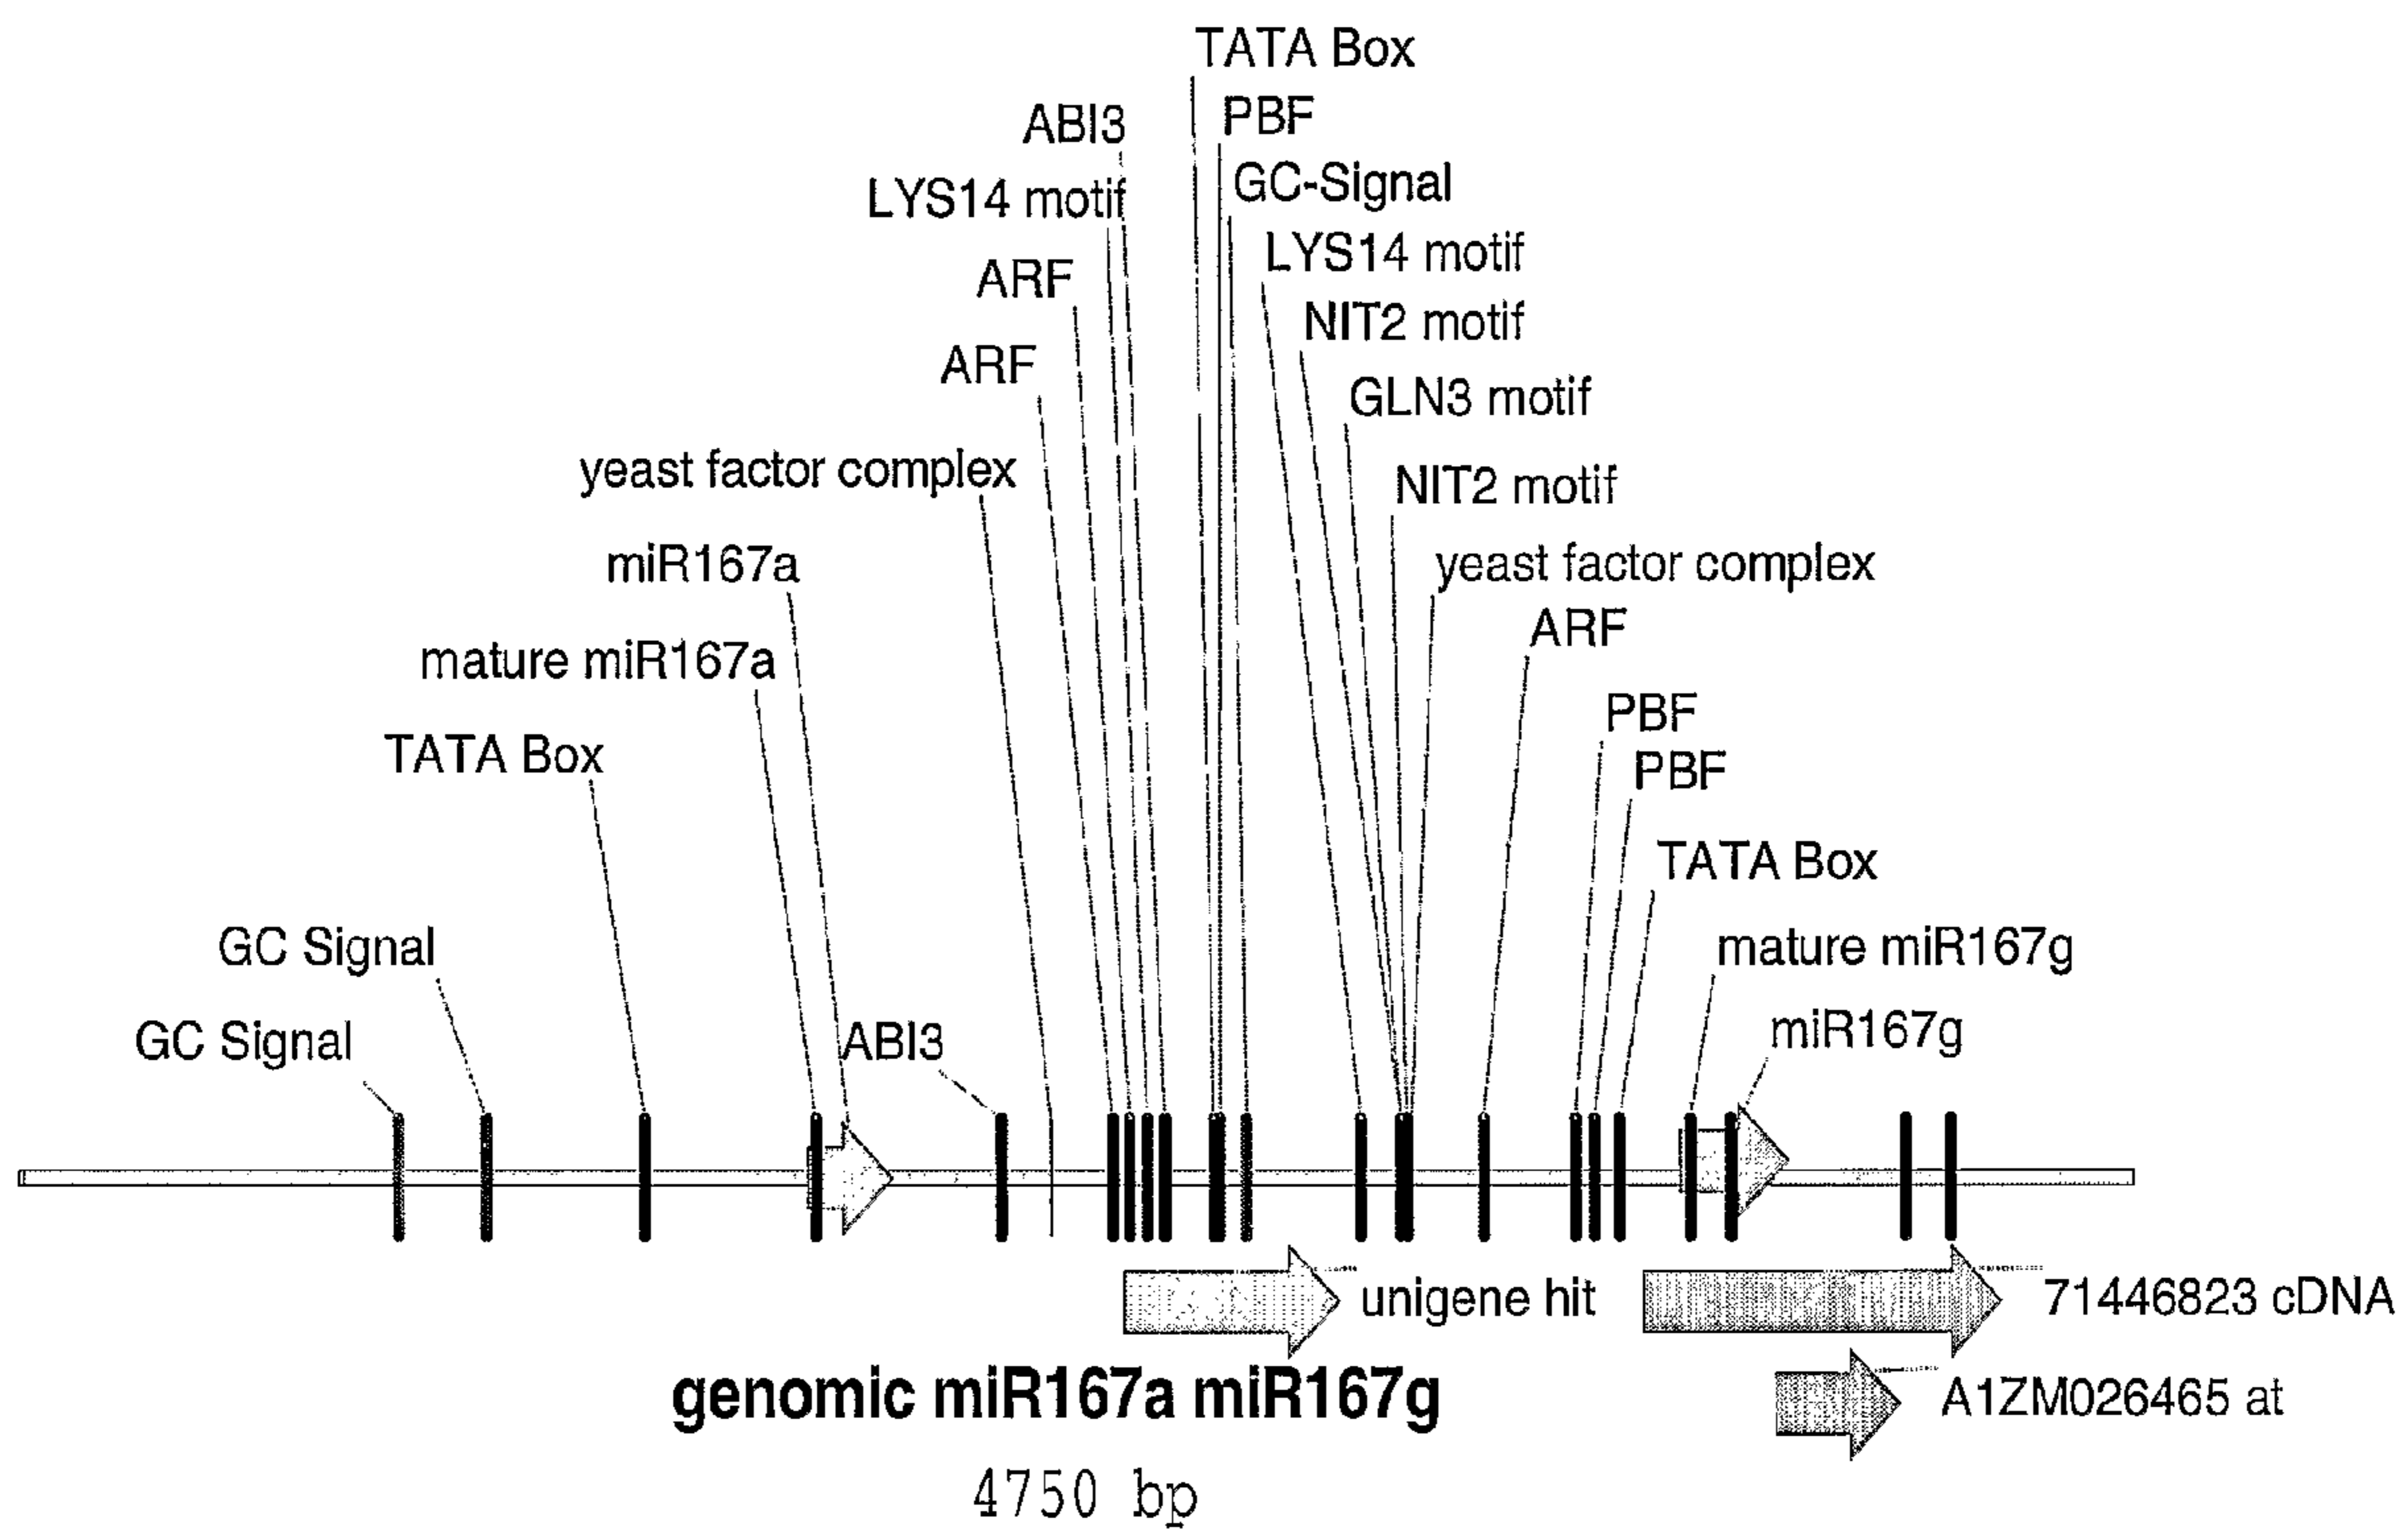 TATA Box
PBF
ABI3
GC-Signal
LYS14 motif
LYS14 motif
ARF
NIT2 motif
ARF
GLN3 motif
yeast factor complex
NIT2 motif
miR167a
yeast factor complex
ARF
mature miR167a
PBF
TATA Box
PBF
TATA Box
GC Signal
mature miR167g
GC Signal
ABI3
miR167g
unigene hit
71446823 cDNA
genomic miR167a miR167g
A1ZM026465 at
4750 bp